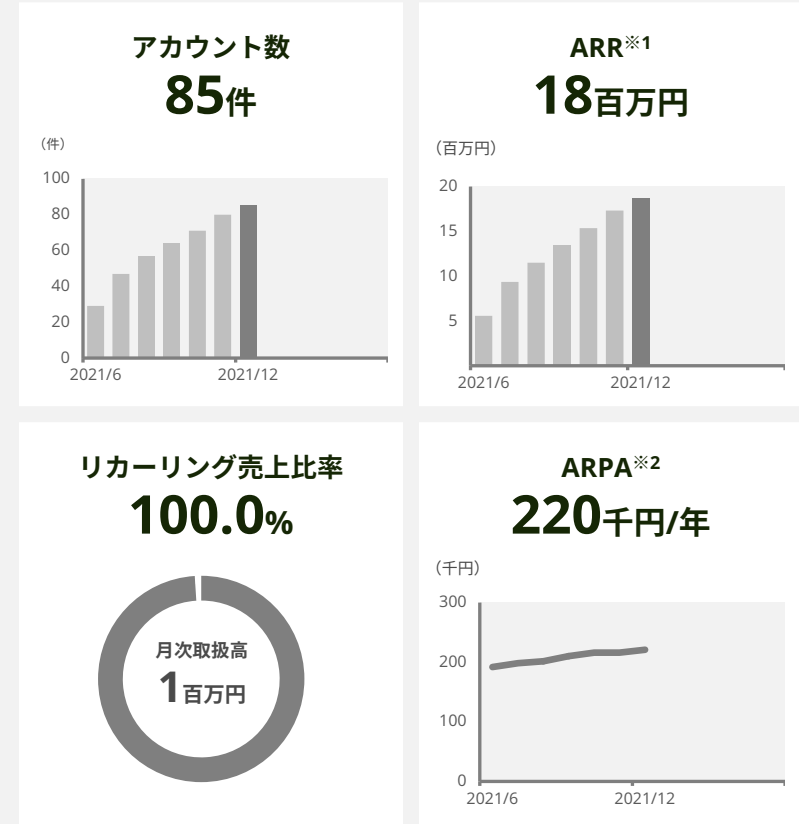 アカウント数
85件
（件）
100
80
60
40
20
0
2021/6 2021/12
ARR※1
18百万円
（百万円）
20
15
10
5
2021/6 2021/12
リカーリング売上比率
100.0%
月次取扱高
1百万円
ARPA※2
220千円/年
（千円）
300
200
100
0
2021/6 2021/12